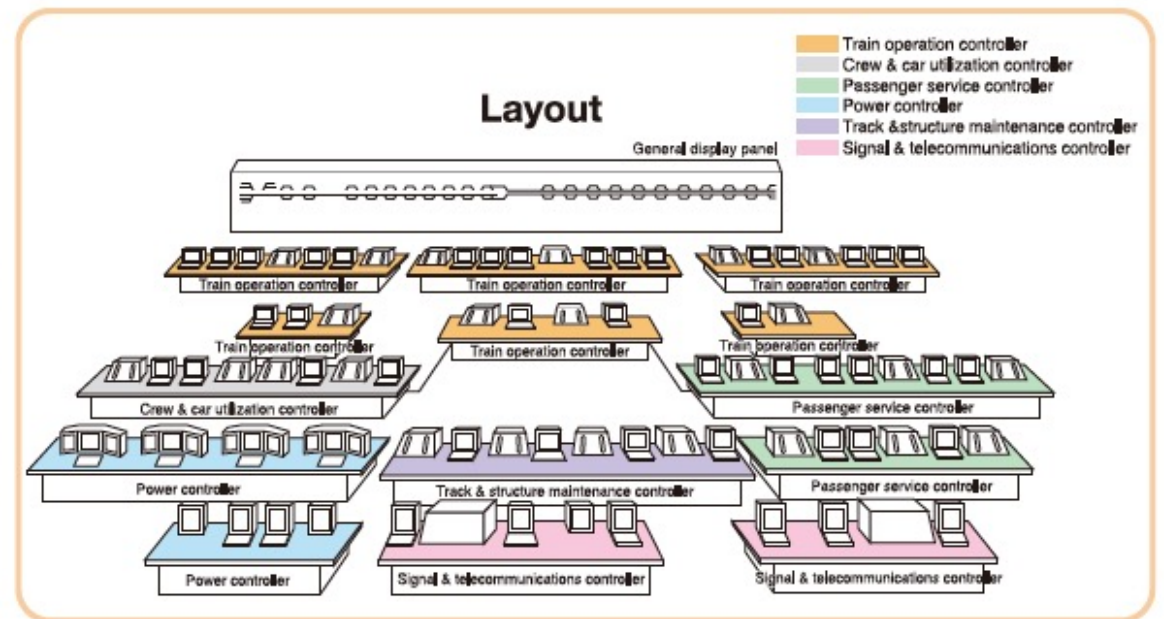 Train operation controller
Crew & car utilization controller
Passenger service controller
Power controller
Track &structure maintenance controller
Signal & telecommunications controller
Layout
General display panel
Train operation controller
Train operation controller
Train operation controller
Train operation controller
Train operation controller
Train operation controller
Crew & car utilization controller
Passenger service controller
Power controller
Track & structure maintenance controller
Passenger service controller
Power controller
Signal & telecommunications controller
Signal & telecommunications controller